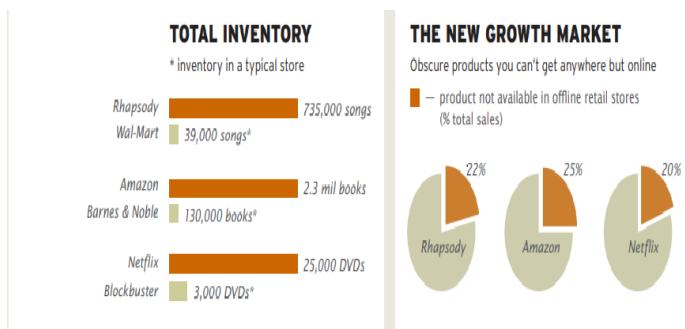 TOTAL INVENTORY
* inventory in a typical store
Rhapsody 735,000 songs
Wal-Mart 39,000 songs*
Amazon 2.3 mil books
Barnes & Noble 130,000 books*
Netflix 25,000 DVDs
Blockbuster 3,000 DVDs*
THE NEW GROWTH MARKET
Obscure products you can't get anywhere but online
— product not available in offline retail stores
(% total sales)
22% 25% 20%
Rhapsody Amazon Netflix